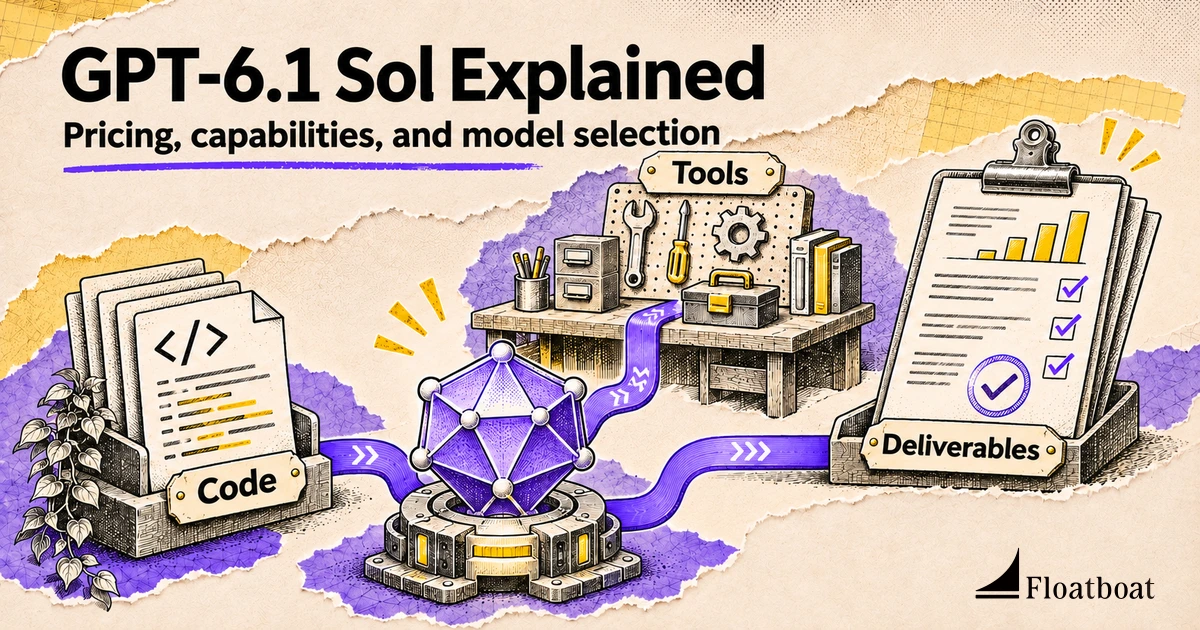 GPT-6.1 Sol Explained
Pricing, capabilities, and model selection
Tools
</>
Code
Deliverables
Floatboat